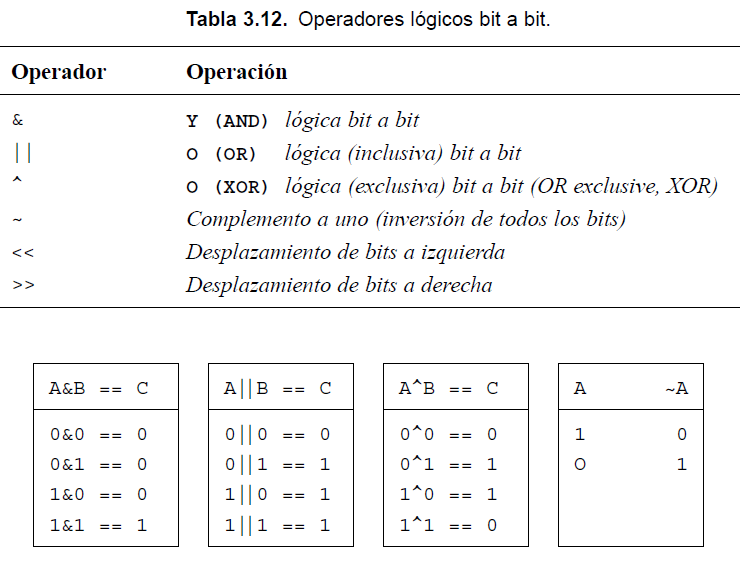 Tabla 3.12. Operadores lógicos bit a bit.
Operador Operación
& Y (AND) lógica bit a bit
|| O (OR) lógica (inclusiva) bit a bit
^ O (XOR) lógica (exclusiva) bit a bit (OR exclusive, XOR)
~ Complemento a uno (inversión de todos los bits)
<< Desplazamiento de bits a izquierda
>> Desplazamiento de bits a derecha
A&B == C A||B == C A^B == C A ~A
0&0 == 0 0||0 == 0 0^0 == 0 1 0
0&1 == 0 0||1 == 1 0^1 == 1 O 1
1&0 == 0 1||0 == 1 1^0 == 1
1&1 == 1 1||1 == 1 1^1 == 0